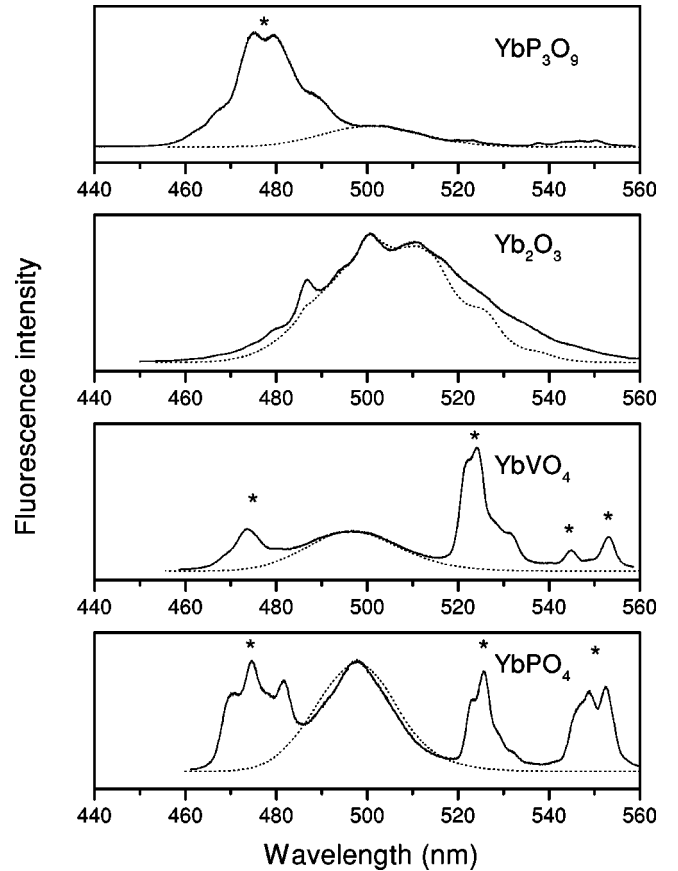 *
YbP₃O₉
440 460 480 500 520 540 560
Yb₂O₃
440 460 480 500 520 540 560
*
* YbVO₄ * *
440 460 480 500 520 540 560
* * *
YbPO₄
440 460 480 500 520 540 560
Fluorescence intensity
Wavelength (nm)